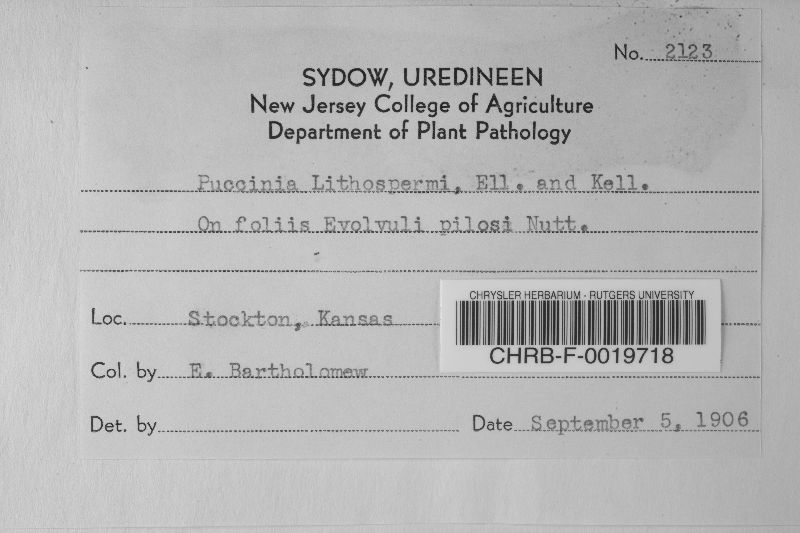 No. 2123
SYDOW, UREDINEEN
New Jersey College of Agriculture
Department of Plant Pathology
Puccinia Lithospermi, Ell. and Kell.
On foliis Evolvuli pilosi Nutt.
Loc. Stockton, Kansas
CHRYSLER HERBARIUM - RUTGERS UNIVERSITY
CHRB-F-0019718
Col. by E. Bartholomew
Det. by
Date September 5, 1906